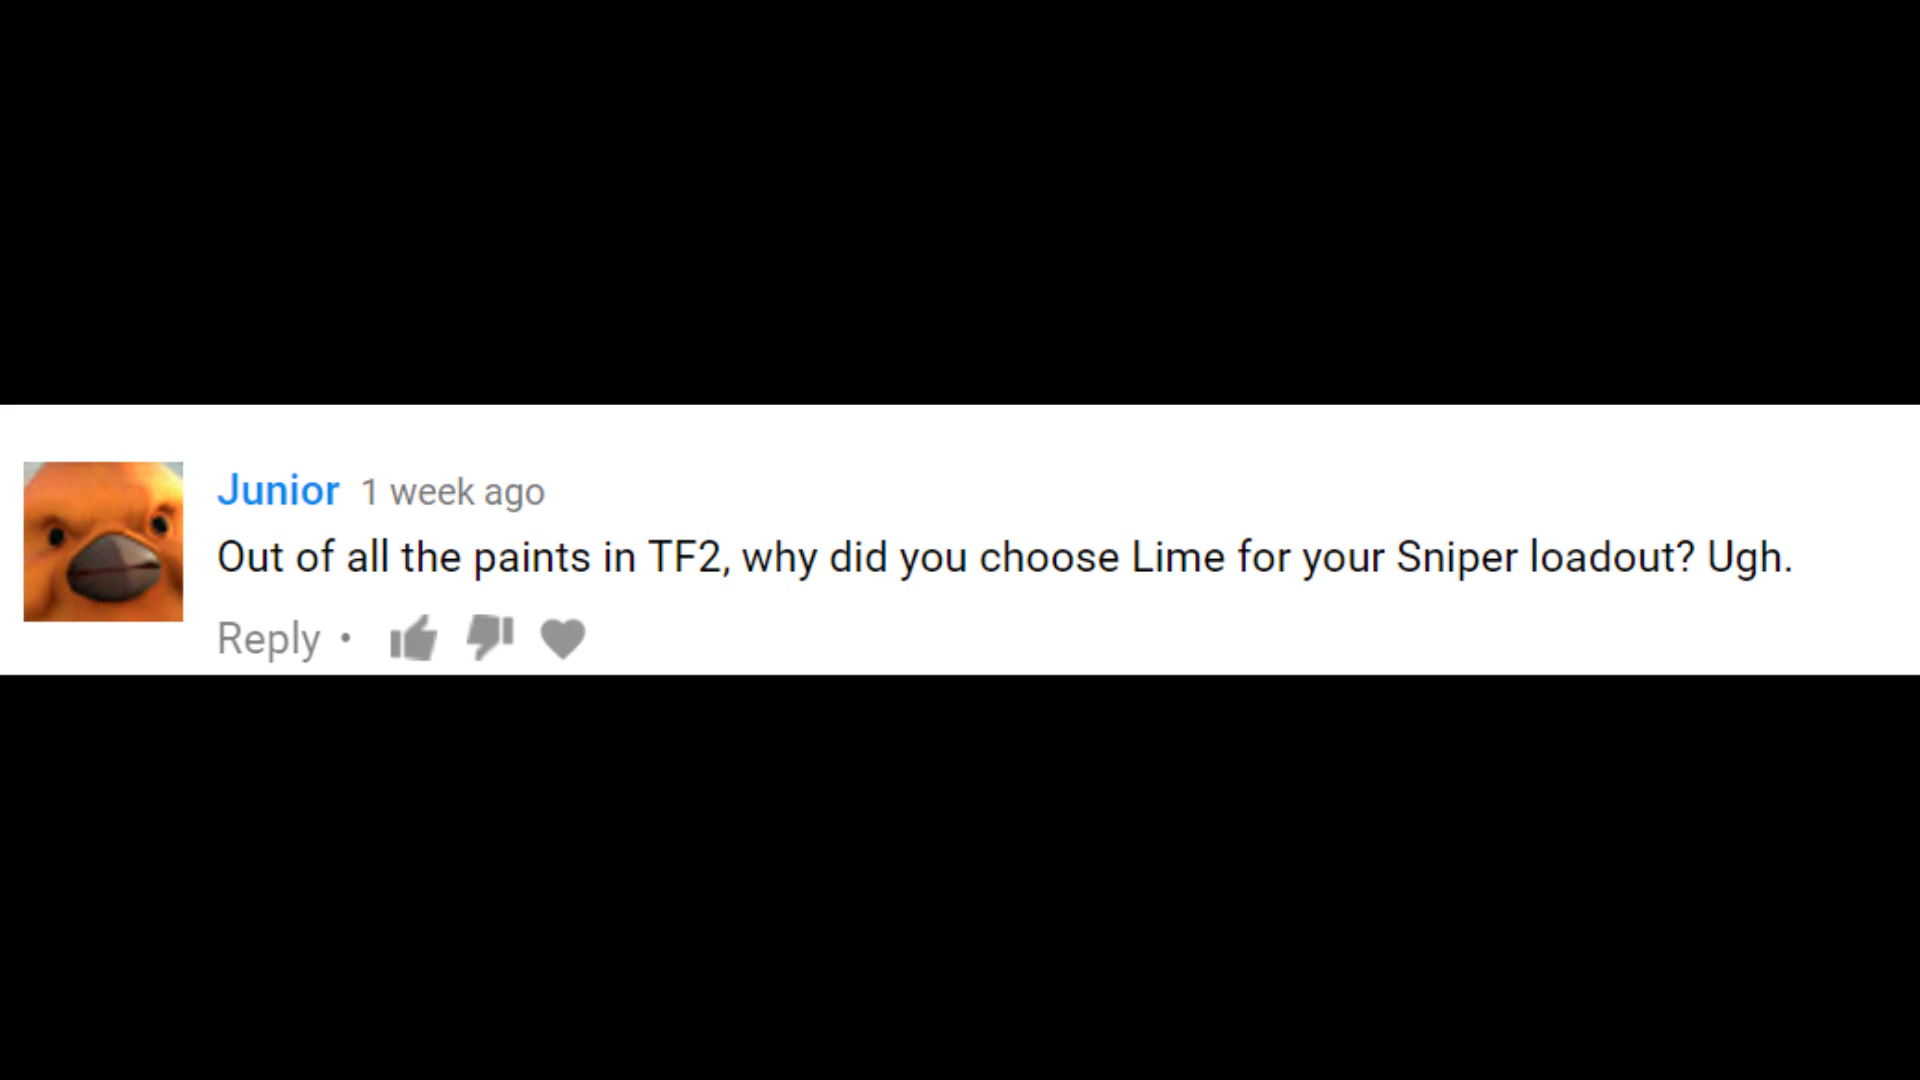 Junior 1 week ago
Out of all the paints in TF2, why did you choose Lime for your Sniper loadout? Ugh.
Reply •